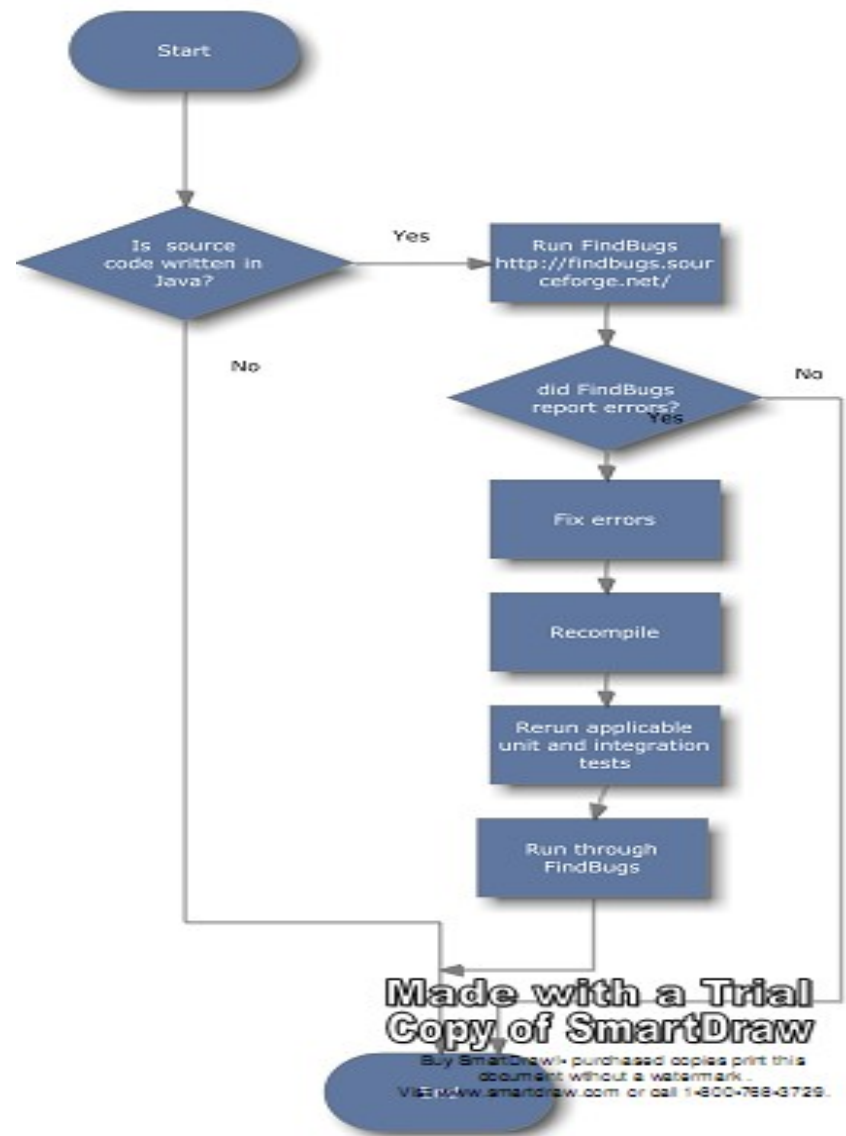 Start
Is source
code written in
Java?
Yes
Run FindBugs
http://findbugs.sour
ceforge.net/
No
did FindBugs
report errors?
Yes
No
Fix errors
Recompile
Rerun applicable
unit and integration
tests
Run through
FindBugs
Made with a Trial
Copy of SmartDraw
Buy SmartDraw!- purchased copies print this
document without a watermark .
Visit www.smartdraw.com or call 1-800-768-3729.
End